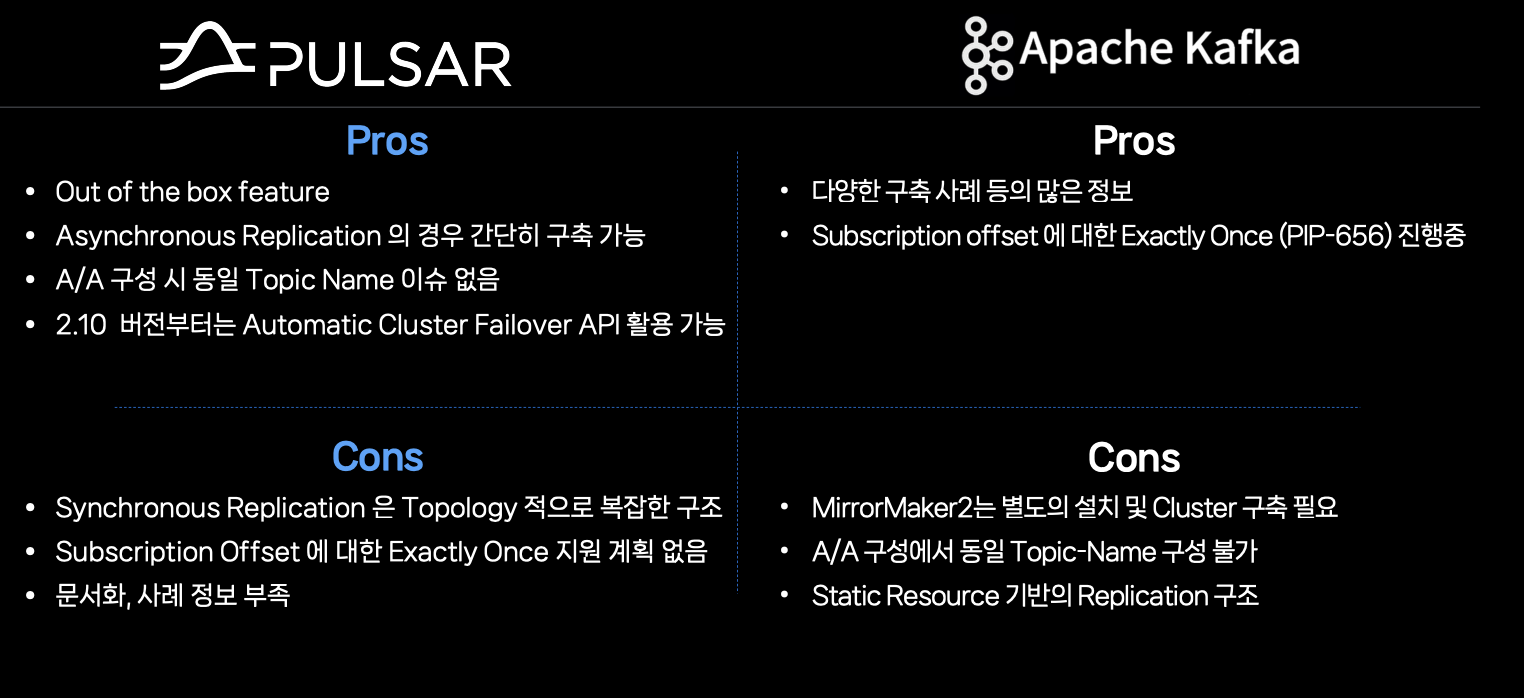 PULSAR
Apache Kafka
Pros
• Out of the box feature
• Asynchronous Replication 의 경우 간단히 구축 가능
• A/A 구성 시 동일 Topic Name 이슈 없음
• 2.10 버전부터는 Automatic Cluster Failover API 활용 가능
Pros
• 다양한 구축 사례 등의 많은 정보
• Subscription offset 에 대한 Exactly Once (PIP-656) 진행중
Cons
• Synchronous Replication 은 Topology 적으로 복잡한 구조
• Subscription Offset 에 대한 Exactly Once 지원 계획 없음
• 문서화, 사례 정보 부족
Cons
• MirrorMaker2는 별도의 설치 및 Cluster 구축 필요
• A/A 구성에서 동일 Topic-Name 구성 불가
• Static Resource 기반의 Replication 구조